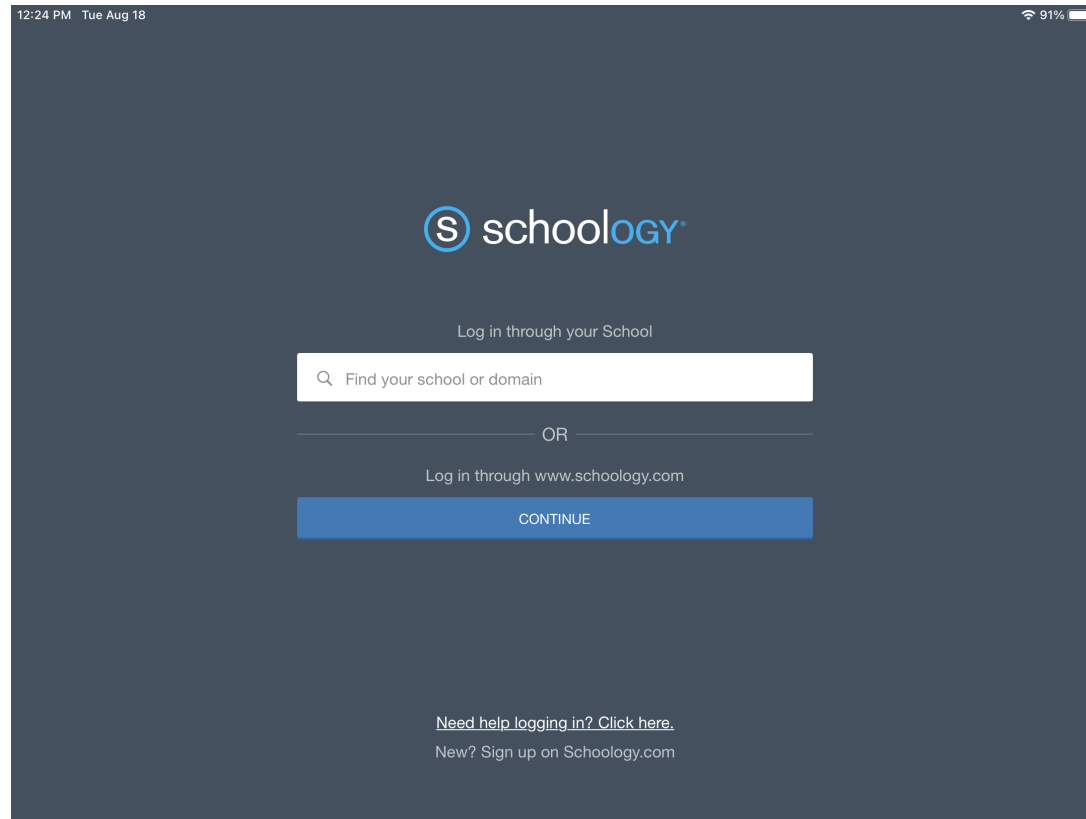 12:24 PM Tue Aug 18 91%
S schoology®
Log in through your School
Find your school or domain
OR
Log in through www.schoology.com
CONTINUE
Need help logging in? Click here.
New? Sign up on Schoology.com